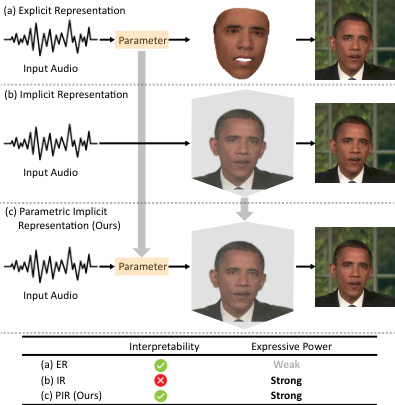 (a) Explicit Representation
Parameter
Input Audio
(b) Implicit Representation
Input Audio
(c) Parametric Implicit
Representation (Ours)
Parameter
Input Audio
Interpretability Expressive Power
(a) ER Weak
(b) IR Strong
(c) PIR (Ours) Strong